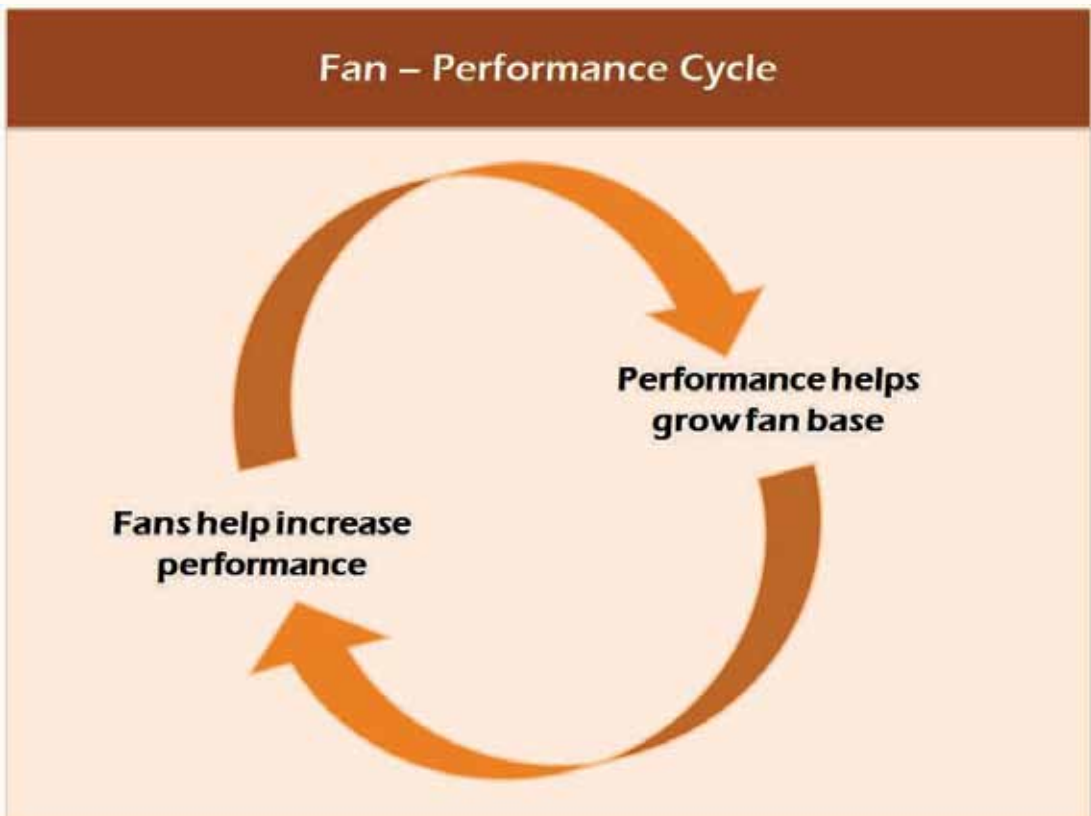 Fan – Performance Cycle
Performance helps
grow fan base
Fans help increase
performance